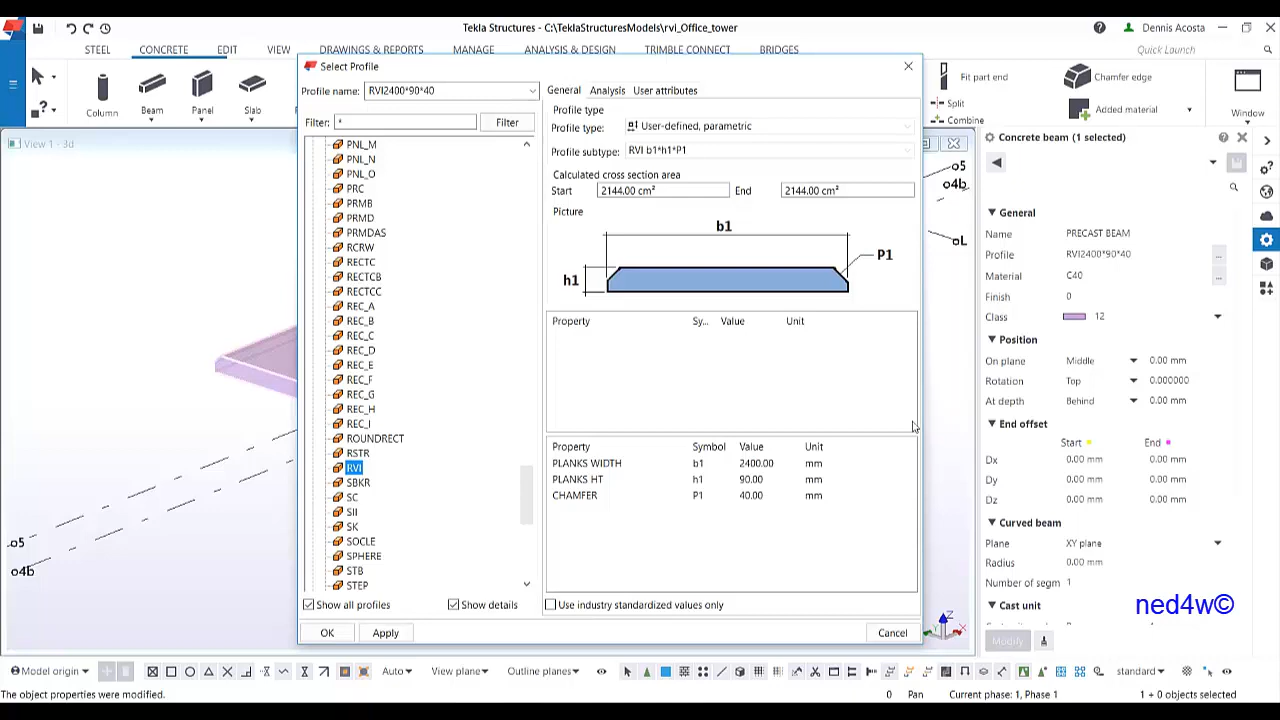 Tekla Structures - C:\TeklaStructuresModels\rvi_Office_tower
Dennis Acosta
STEEL CONCRETE EDIT VIEW DRAWINGS & REPORTS MANAGE ANALYSIS & DESIGN TRIMBLE CONNECT BRIDGES
Quick Launch
Column Beam Panel Slab
Fit part end
Split
Combine
Chamfer edge
Added material
Window
View 1 - 3d
Select Profile
Profile name: RVI2400*90*40
Filter: * Filter
PNL_M
PNL_N
PNL_O
PRC
PRMB
PRMD
PRMDAS
RCRW
RECTC
RECTCB
RECTCC
REC_A
REC_B
REC_C
REC_D
REC_E
REC_F
REC_G
REC_H
REC_I
ROUNDRECT
RSTR
RVI
SBKR
SC
SII
SK
SOCLE
SPHERE
STB
STEP
Show all profiles Show details
OK Apply Cancel
General Analysis User attributes
Profile type
Profile type: User-defined, parametric
Profile subtype: RVI b1*h1*P1
Calculated cross section area
Start 2144.00 cm² End 2144.00 cm²
Picture
b1
P1
h1
Property Sy... Value Unit
Property Symbol Value Unit
PLANKS WIDTH b1 2400.00 mm
PLANKS HT h1 90.00 mm
CHAMFER P1 40.00 mm
Use industry standardized values only
o5
o4b
oL
.o5
o4b
Concrete beam (1 selected)
General
Name PRECAST BEAM
Profile RVI2400*90*40 ...
Material C40 ...
Finish 0
Class 12
Position
On plane Middle 0.00 mm
Rotation Top 0.000000
At depth Behind 0.00 mm
End offset
Start End
Dx 0.00 mm 0.00 mm
Dy 0.00 mm 0.00 mm
Dz 0.00 mm 0.00 mm
Curved beam
Plane XY plane
Radius 0.00 mm
Number of segm 1
Cast unit
ned4w©
Modify
Model origin Auto View plane Outline planes standard
The object properties were modified. 0 Pan Current phase: 1, Phase 1 1 + 0 objects selected